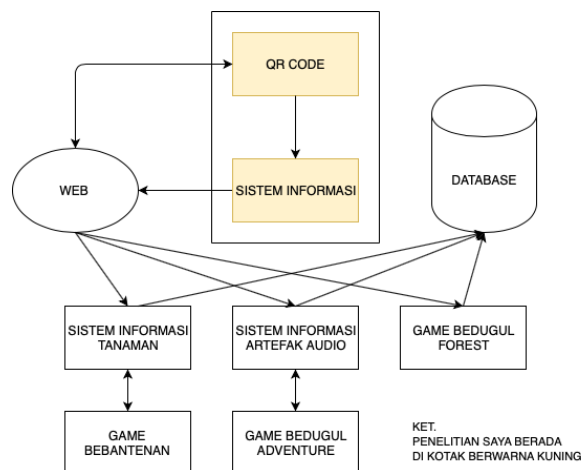 QR CODE
WEB
SISTEM INFORMASI
DATABASE
SISTEM INFORMASI
TANAMAN
SISTEM INFORMASI
ARTEFAK AUDIO
GAME BEDUGUL
FOREST
GAME
BEBANTENAN
GAME BEDUGUL
ADVENTURE
KET.
PENELITIAN SAYA BERADA
DI KOTAK BERWARNA KUNING